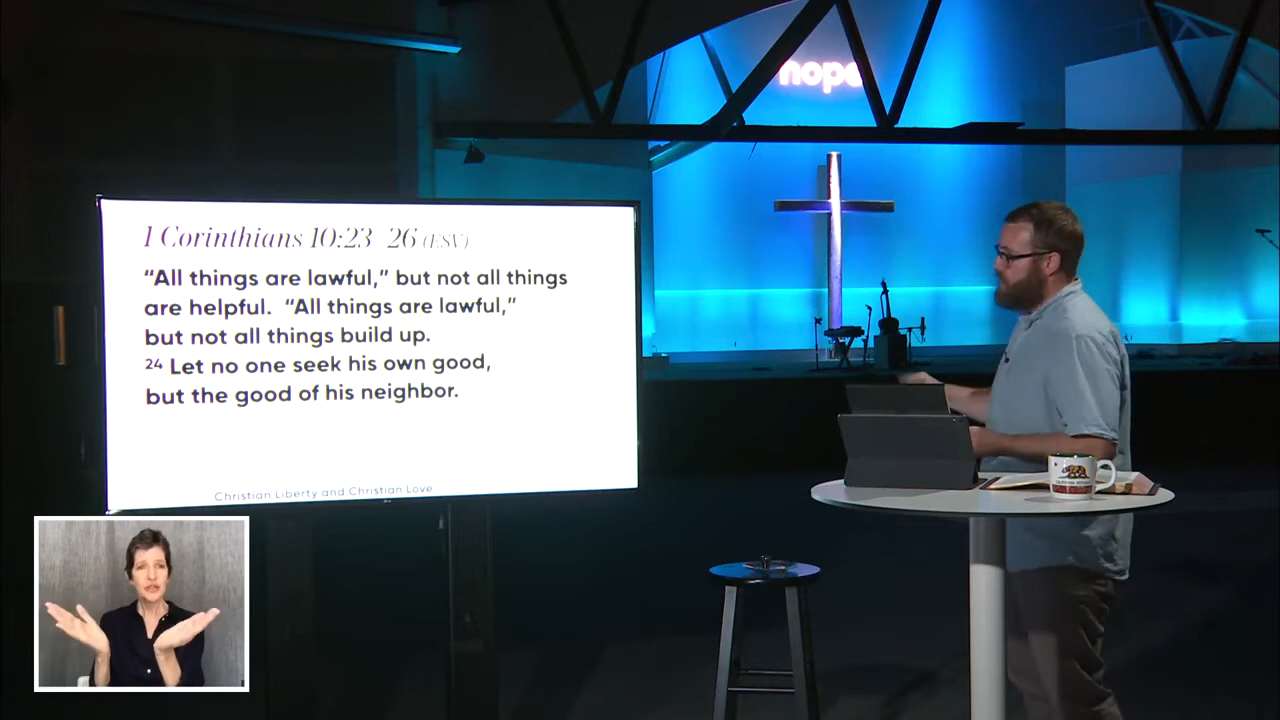 hope
1 Corinthians 10:23 26 (ESV)
“All things are lawful,” but not all things
are helpful. “All things are lawful,”
but not all things build up.
24 Let no one seek his own good,
but the good of his neighbor.
Christian Liberty and Christian Love
CALIFORNIA REPUBLIC